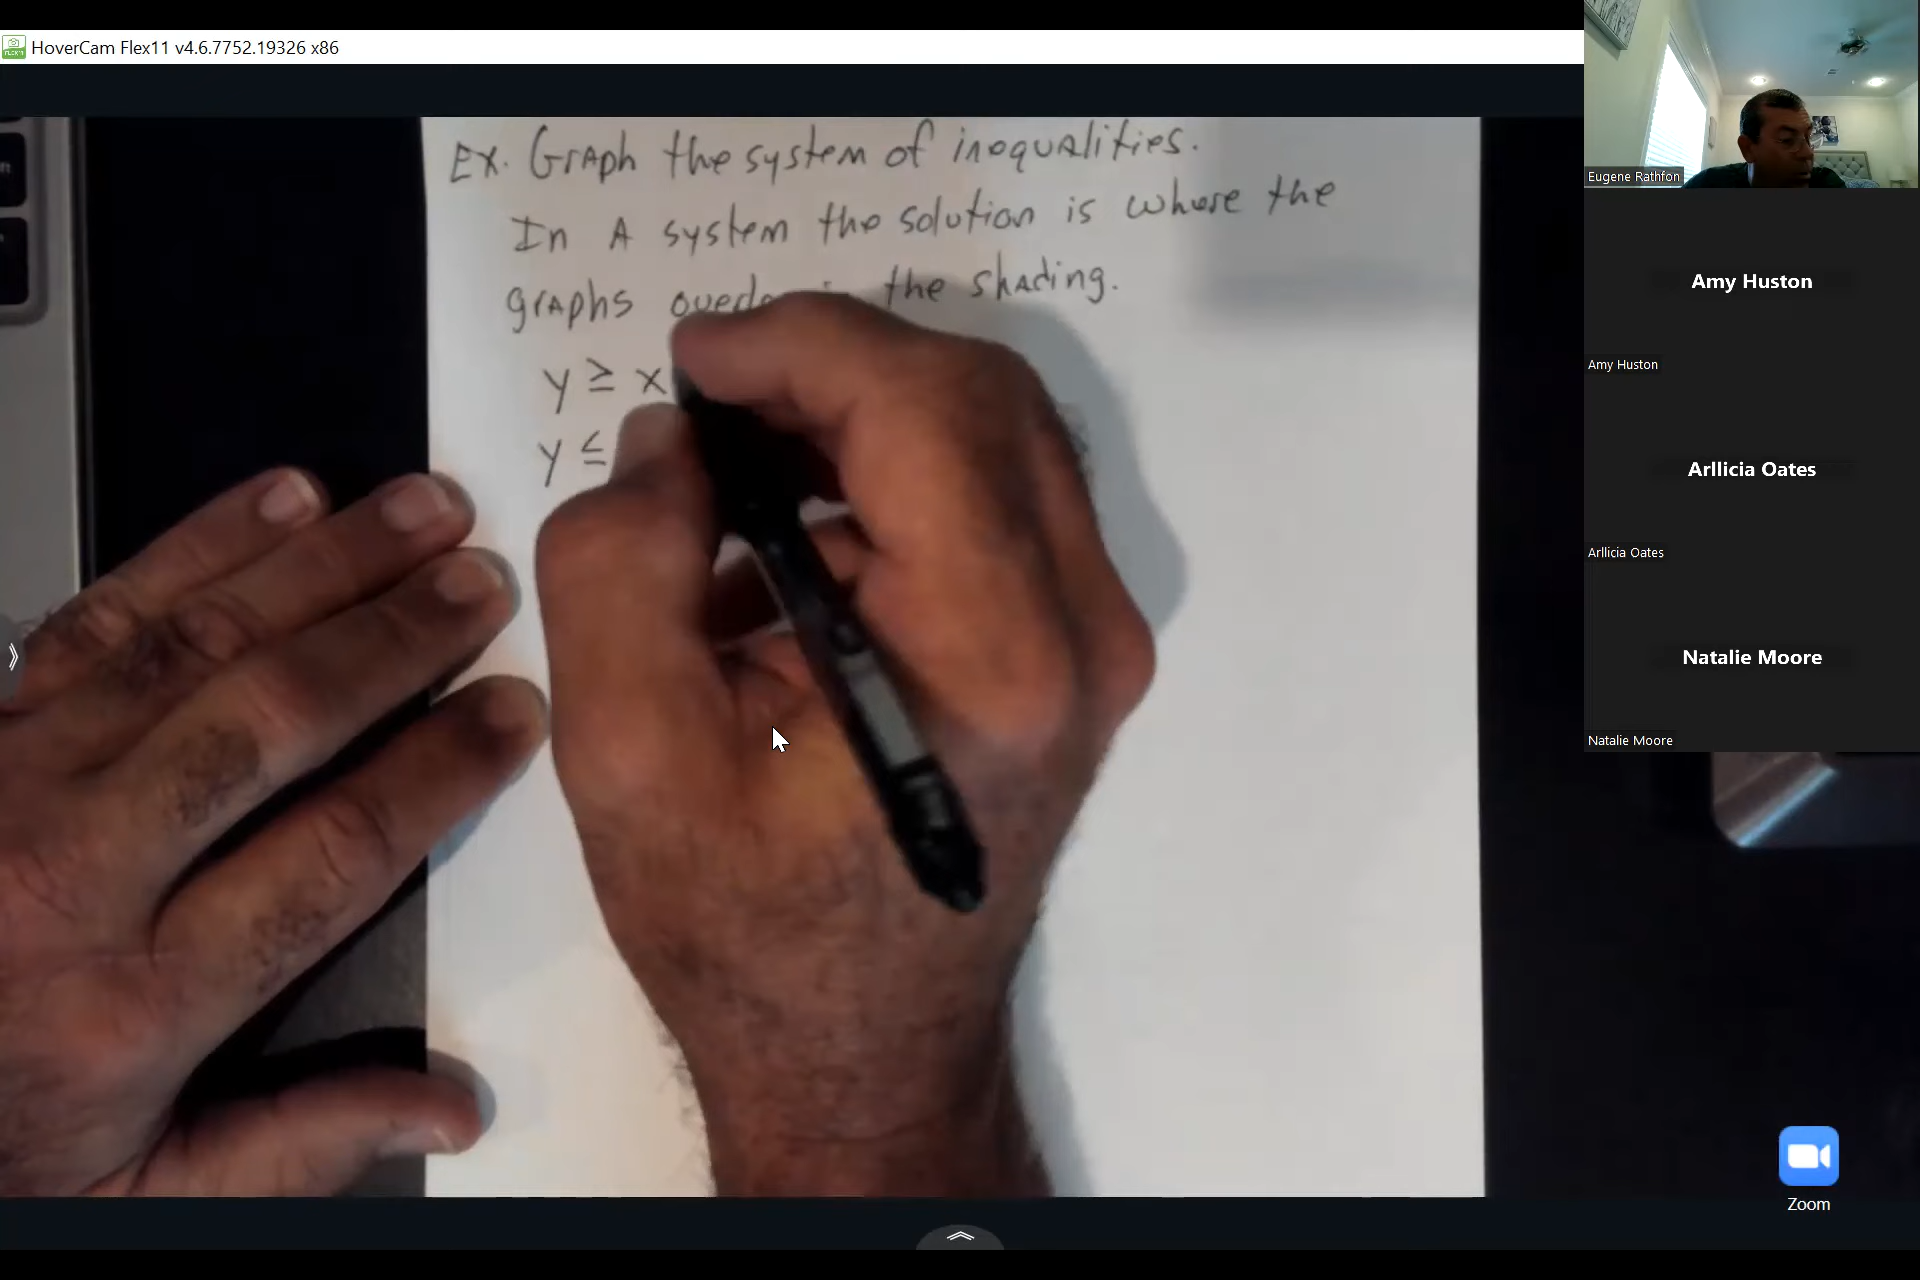 HoverCam Flex11 v4.6.7752.19326 x86
Ex. Graph the system of inequalities.
In A system the solution is where the
graphs the shading.
y ≥ x
y ≤
Eugene Rathfon
Amy Huston
Amy Huston
Arllicia Oates
Arllicia Oates
Natalie Moore
Natalie Moore
Zoom